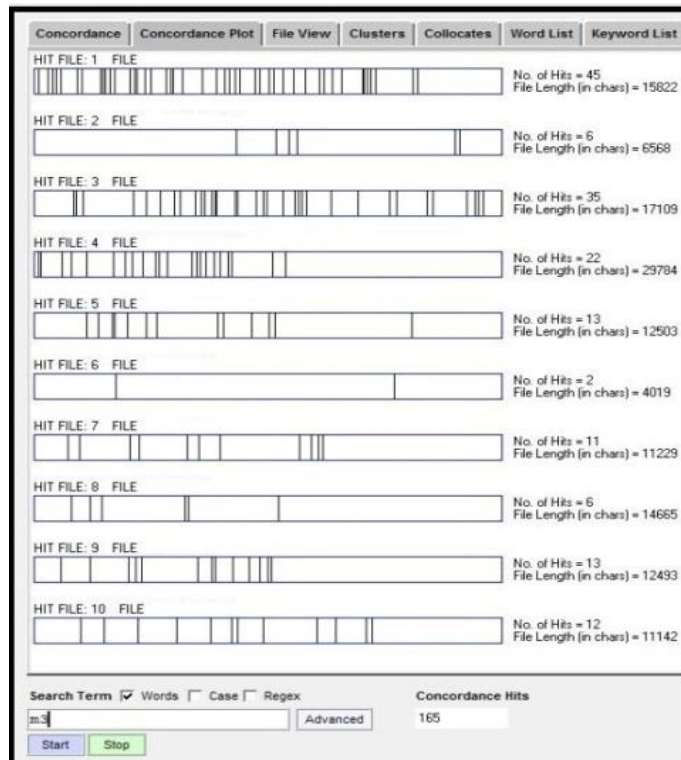 Concordance Concordance Plot File View Clusters Collocates Word List Keyword List
HIT FILE: 1 FILE
No. of Hits = 45
File Length (in chars) = 15822
HIT FILE: 2 FILE
No. of Hits = 6
File Length (in chars) = 6568
HIT FILE: 3 FILE
No. of Hits = 35
File Length (in chars) = 17109
HIT FILE: 4 FILE
No. of Hits = 22
File Length (in chars) = 29784
HIT FILE: 5 FILE
No. of Hits = 13
File Length (in chars) = 12503
HIT FILE: 6 FILE
No. of Hits = 2
File Length (in chars) = 4019
HIT FILE: 7 FILE
No. of Hits = 11
File Length (in chars) = 11229
HIT FILE: 8 FILE
No. of Hits = 6
File Length (in chars) = 14665
HIT FILE: 9 FILE
No. of Hits = 13
File Length (in chars) = 12493
HIT FILE: 10 FILE
No. of Hits = 12
File Length (in chars) = 11142
Search Term Words Case Regex Concordance Hits
m3 Advanced 165
Start Stop